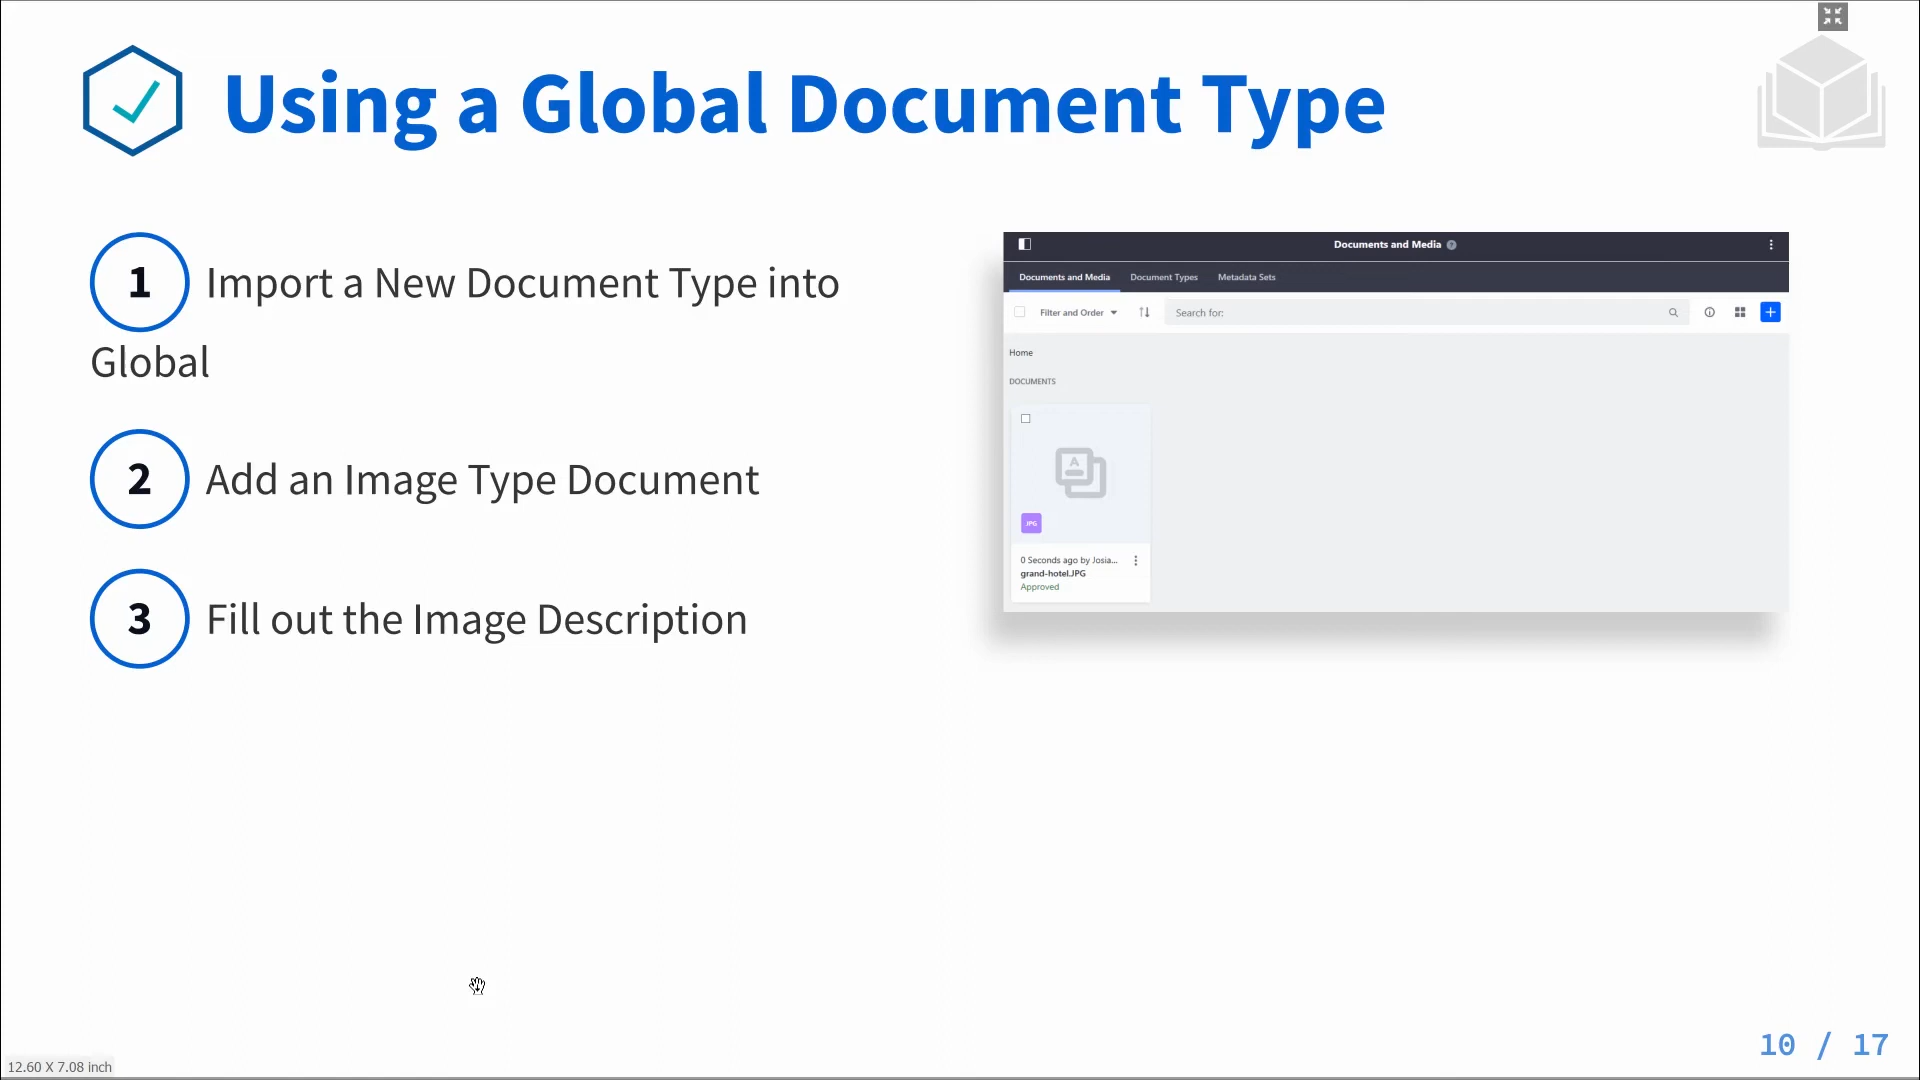 Using a Global Document Type
1 Import a New Document Type into
Global
2 Add an Image Type Document
3 Fill out the Image Description
Documents and Media ?
Documents and Media Document Types Metadata Sets
Filter and Order Search for:
Home
DOCUMENTS
A
JPG
0 Seconds ago by Josia...
grand-hotel.JPG
Approved
10 / 17
12.60 X 7.08 inch